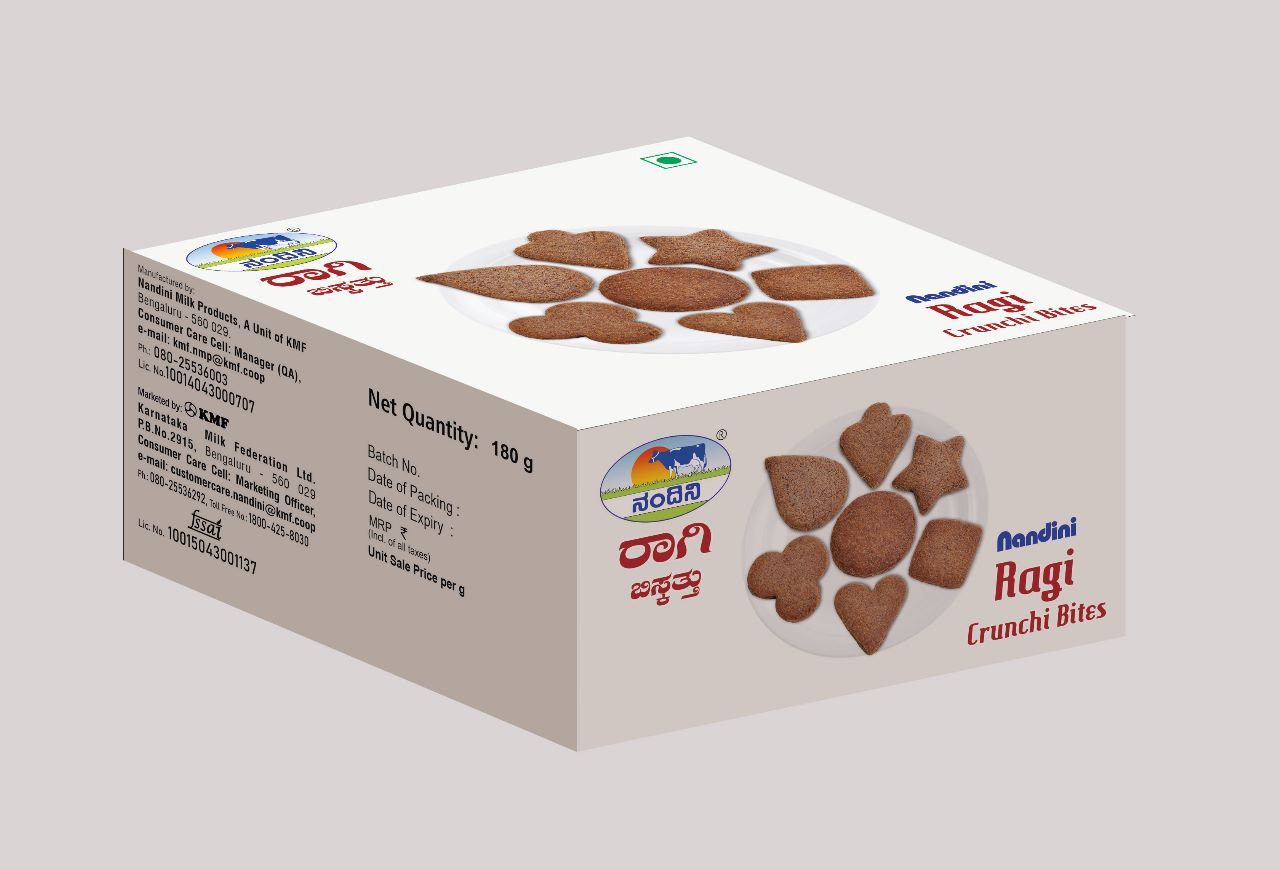 ನಂದಿನಿ
®
ರಾಗಿ
ಬಿಸ್ಕತ್ತು
Nandini
Ragi
Crunchi Bites
Manufactured by:
Nandini Milk Products, A Unit of KMF
Bengaluru - 560 029.
Consumer Care Cell: Manager (QA),
e-mail: kmf.nmp@kmf.coop
Ph.: 080-25536003
Lic. No.10014043000707
Marketed by: KMF
Karnataka Milk Federation Ltd.
P.B.No.2915, Bengaluru - 560 029
Consumer Care Cell: Marketing Officer,
e-mail: customercare.nandini@kmf.coop
Ph:080-25536292, Toll Free No.:1800-425-8030
fssai
Lic. No. 10015043001137
Net Quantity: 180 g
Batch No.
Date of Packing :
Date of Expiry :
MRP ₹
(Incl. of all taxes)
Unit Sale Price per g
ನಂದಿನಿ
®
ರಾಗಿ
ಬಿಸ್ಕತ್ತು
Nandini
Ragi
Crunchi Bites